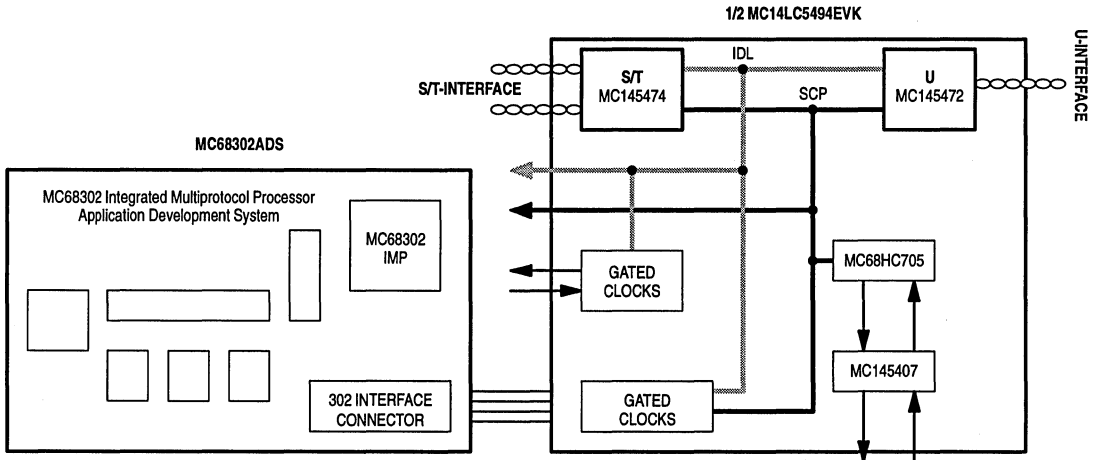 1/2 MC14LC5494EVK
U-INTERFACE
IDL
S/T
MC145474
U
MC145472
S/T-INTERFACE
SCP
MC68302ADS
MC68302 Integrated Multiprotocol Processor
Application Development System
MC68302
IMP
GATED
CLOCKS
MC68HC705
MC145407
302 INTERFACE
CONNECTOR
GATED
CLOCKS